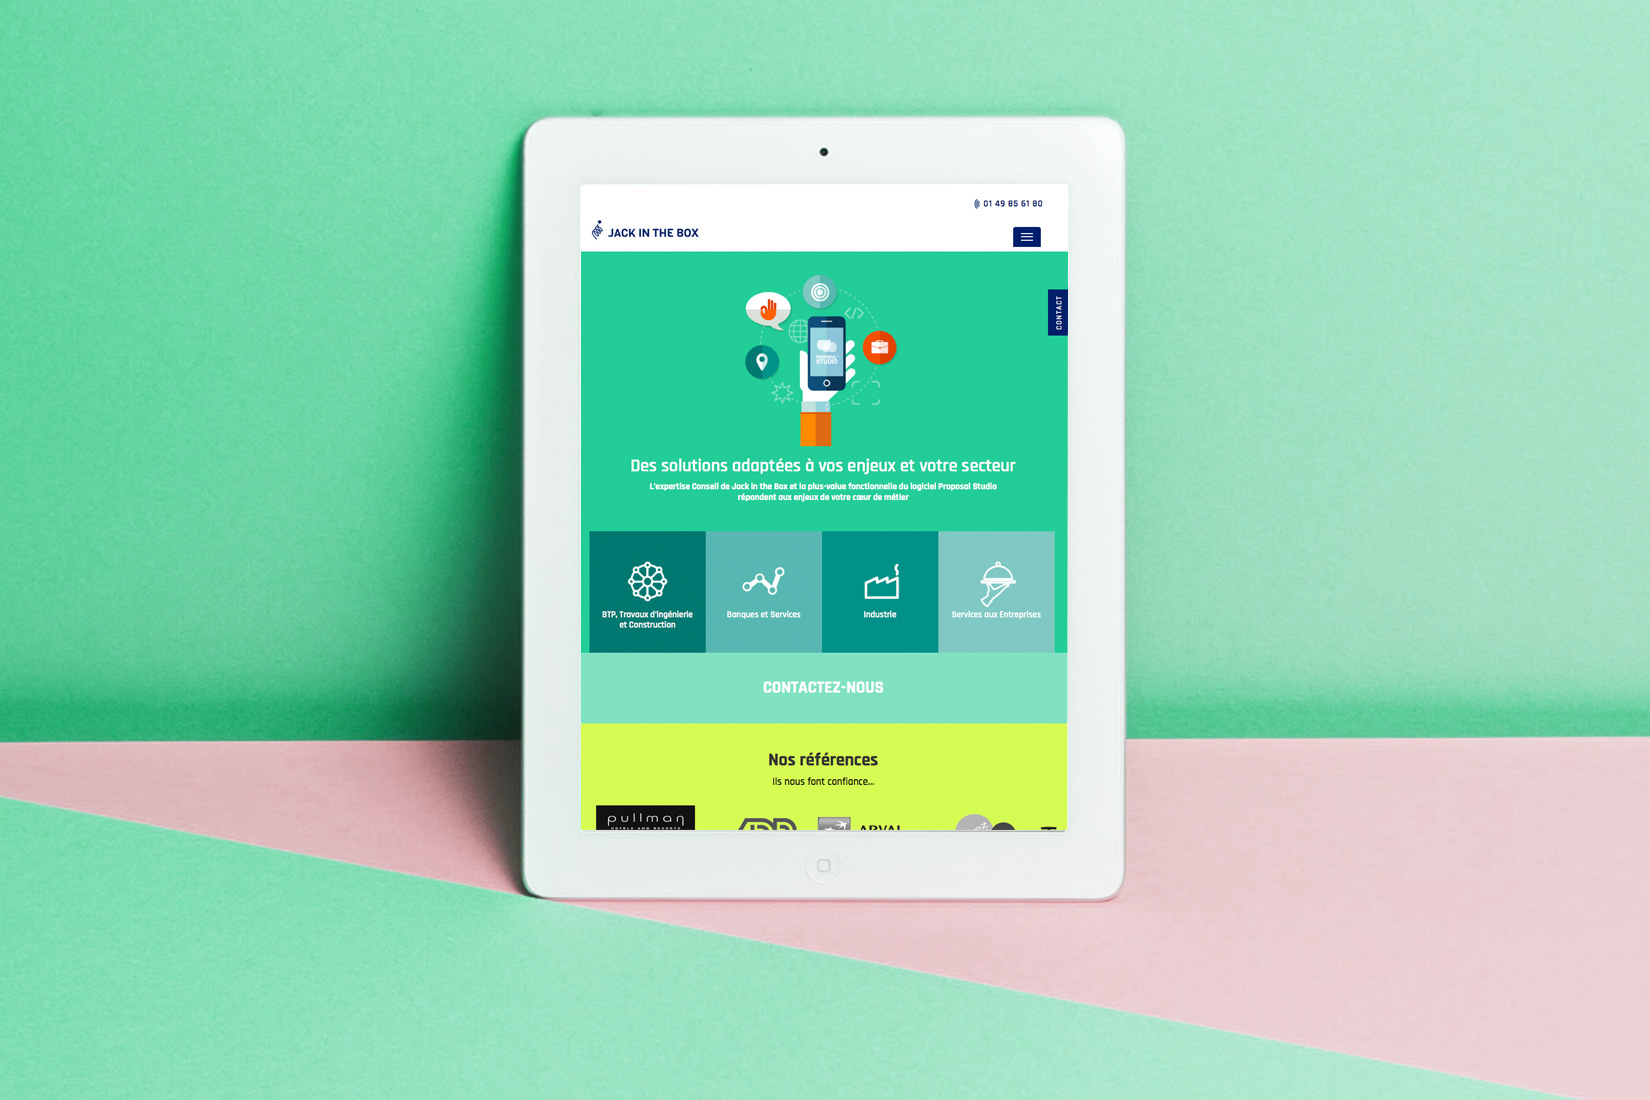 01 49 85 61 80
JACK IN THE BOX
CONTACT
PROPOSAL
STUDIO
Des solutions adaptées à vos enjeux et votre secteur
L'expertise Conseil de Jack in the Box et la plus-value fonctionnelle du logiciel Proposal Studio
répondent aux enjeux de votre cœur de métier
BTP, Travaux d'Ingénierie
et Construction
Banques et Services
Industrie
Services aux Entreprises
CONTACTEZ-NOUS
Nos références
Ils nous font confiance...
pullman
HOTELS AND RESORTS
ADP
ARVAL